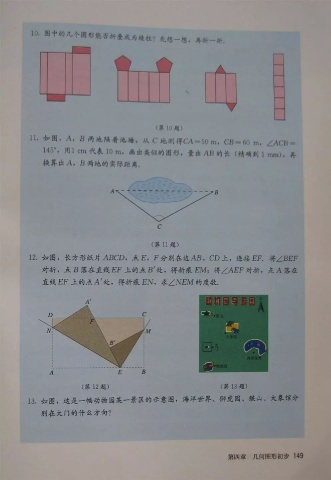 10. 图中的几个图形能否折叠成为棱柱？先想一想，再折一折.
(第10题)
11. 如图，A，B两地隔着池塘，从C地测得CA=50 m，CB=60 m，∠ACB=
145°，用1 cm代表10 m，画出类似的图形，量出AB的长（精确到1 mm），再
换算出A，B两地的实际距离.
A
B
C
(第11题)
12. 如图，长方形纸片ABCD，点E，F分别在边AB，CD上，连接EF. 将∠BEF
对折，点B落在直线EF上的点B′处，得折痕EM；将∠AEF对折，点A落在
直线EF上的点A′处，得折痕EN，求∠NEM的度数.
A′
D
F
C
N
M
B′
A
E
B
(第12题)
(第13题)
13. 如图，这是一幅动物园某一景区的示意图，海洋世界、狮虎园、猴山、大象馆分
别在大门的什么方向？
第四章 几何图形初步 149